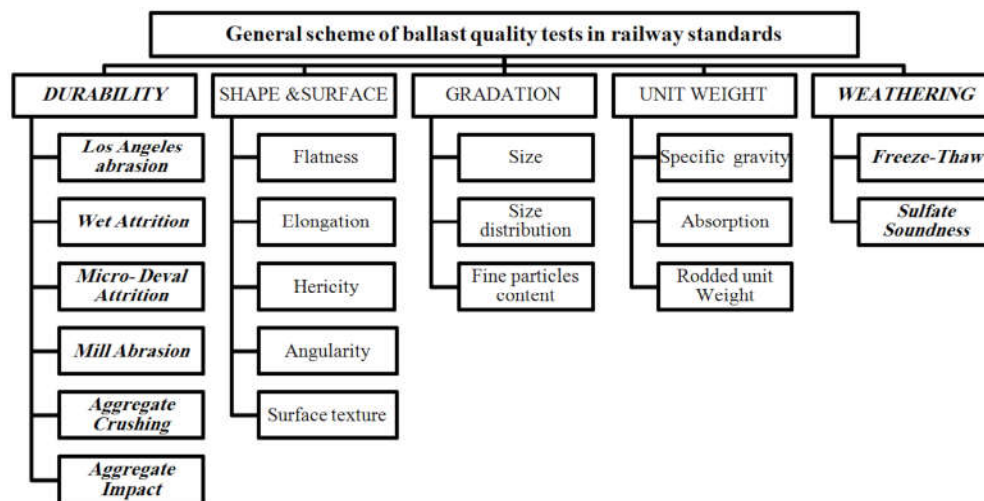 General scheme of ballast quality tests in railway standards
DURABILITY
Los Angeles
abrasion
Wet Attrition
Micro- Deval
Attrition
Mill Abrasion
Aggregate
Crushing
Aggregate
Impact
SHAPE &SURFACE
Flatness
Elongation
Hericity
Angularity
Surface texture
GRADATION
Size
Size
distribution
Fine particles
content
UNIT WEIGHT
Specific gravity
Absorption
Rodded unit
Weight
WEATHERING
Freeze-Thaw
Sulfate
Soundness